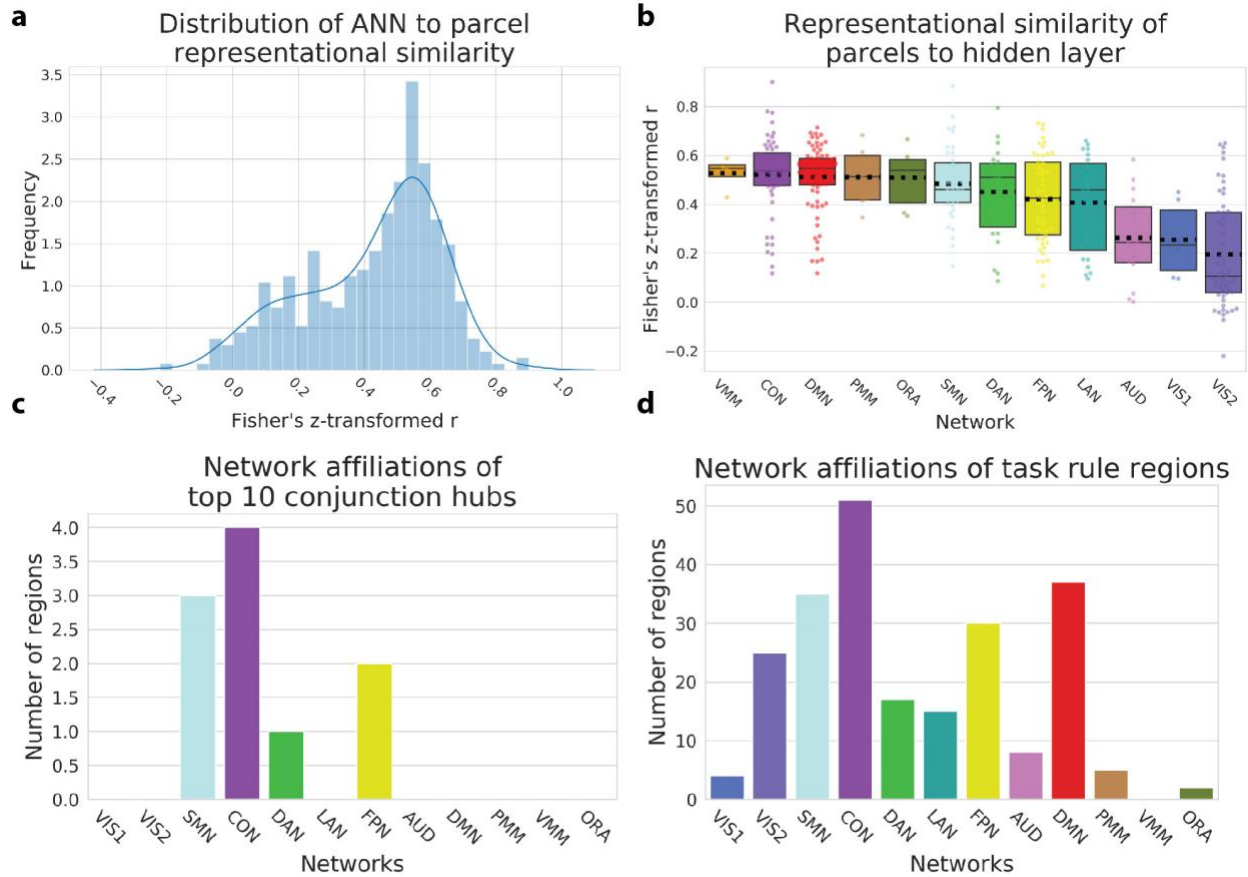 a
Distribution of ANN to parcel
representational similarity
3.5
3.0
2.5
2.0
1.5
1.0
0.5
0.0
Frequency
−0.4 −0.2 0.0 0.2 0.4 0.6 0.8 1.0
Fisher's z-transformed r
b
Representational similarity of
parcels to hidden layer
0.8
0.6
0.4
0.2
0.0
−0.2
Fisher's z-transformed r
VMM CON DMN PMM ORA SMN DAN FPN LAN AUD VIS1 VIS2
Network
c
Network affiliations of
top 10 conjunction hubs
4.0
3.5
3.0
2.5
2.0
1.5
1.0
0.5
0.0
Number of regions
VIS1 VIS2 SMN CON DAN LAN FPN AUD DMN PMM VMM ORA
Networks
d
Network affiliations of task rule regions
50
40
30
20
10
0
Number of regions
VIS1 VIS2 SMN CON DAN LAN FPN AUD DMN PMM VMM ORA
Networks